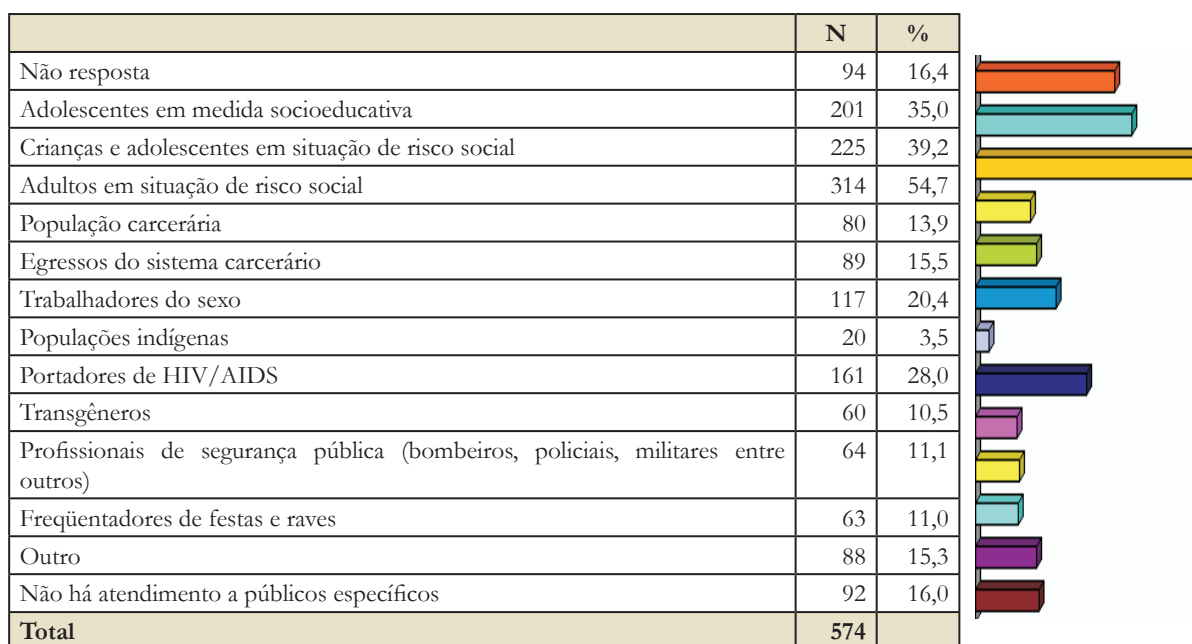 N %
Não resposta 94 16,4
Adolescentes em medida socioeducativa 201 35,0
Crianças e adolescentes em situação de risco social 225 39,2
Adultos em situação de risco social 314 54,7
População carcerária 80 13,9
Egressos do sistema carcerário 89 15,5
Trabalhadores do sexo 117 20,4
Populações indígenas 20 3,5
Portadores de HIV/AIDS 161 28,0
Transgêneros 60 10,5
Profissionais de segurança pública (bombeiros, policiais, militares entre 64 11,1
outros)
Freqüentadores de festas e raves 63 11,0
Outro 88 15,3
Não há atendimento a públicos específicos 92 16,0
Total 574